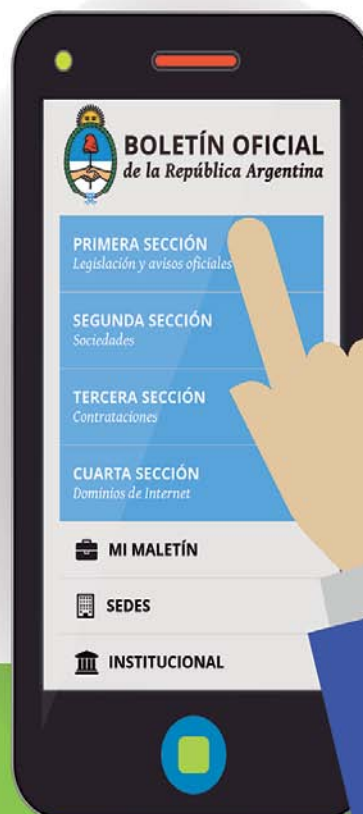 BOLETÍN OFICIAL
de la República Argentina
PRIMERA SECCIÓN
Legislación y avisos oficiales
SEGUNDA SECCIÓN
Sociedades
TERCERA SECCIÓN
Contrataciones
CUARTA SECCIÓN
Dominios de Internet
MI MALETÍN
SEDES
INSTITUCIONAL